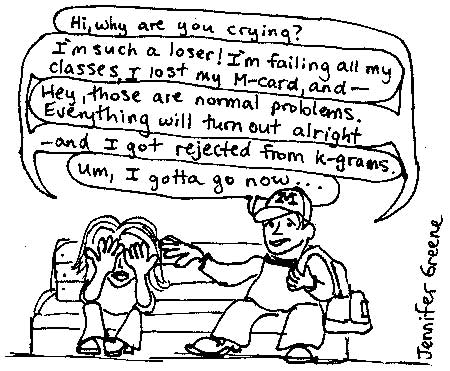 Hi, why are you crying?
I'm such a loser! I'm failing all my
classes, I lost my M-card, and—
Hey, those are normal problems.
Everything will turn out alright
—and I got rejected from k-grams.
Um, I gotta go now...
M
Jennifer Greene